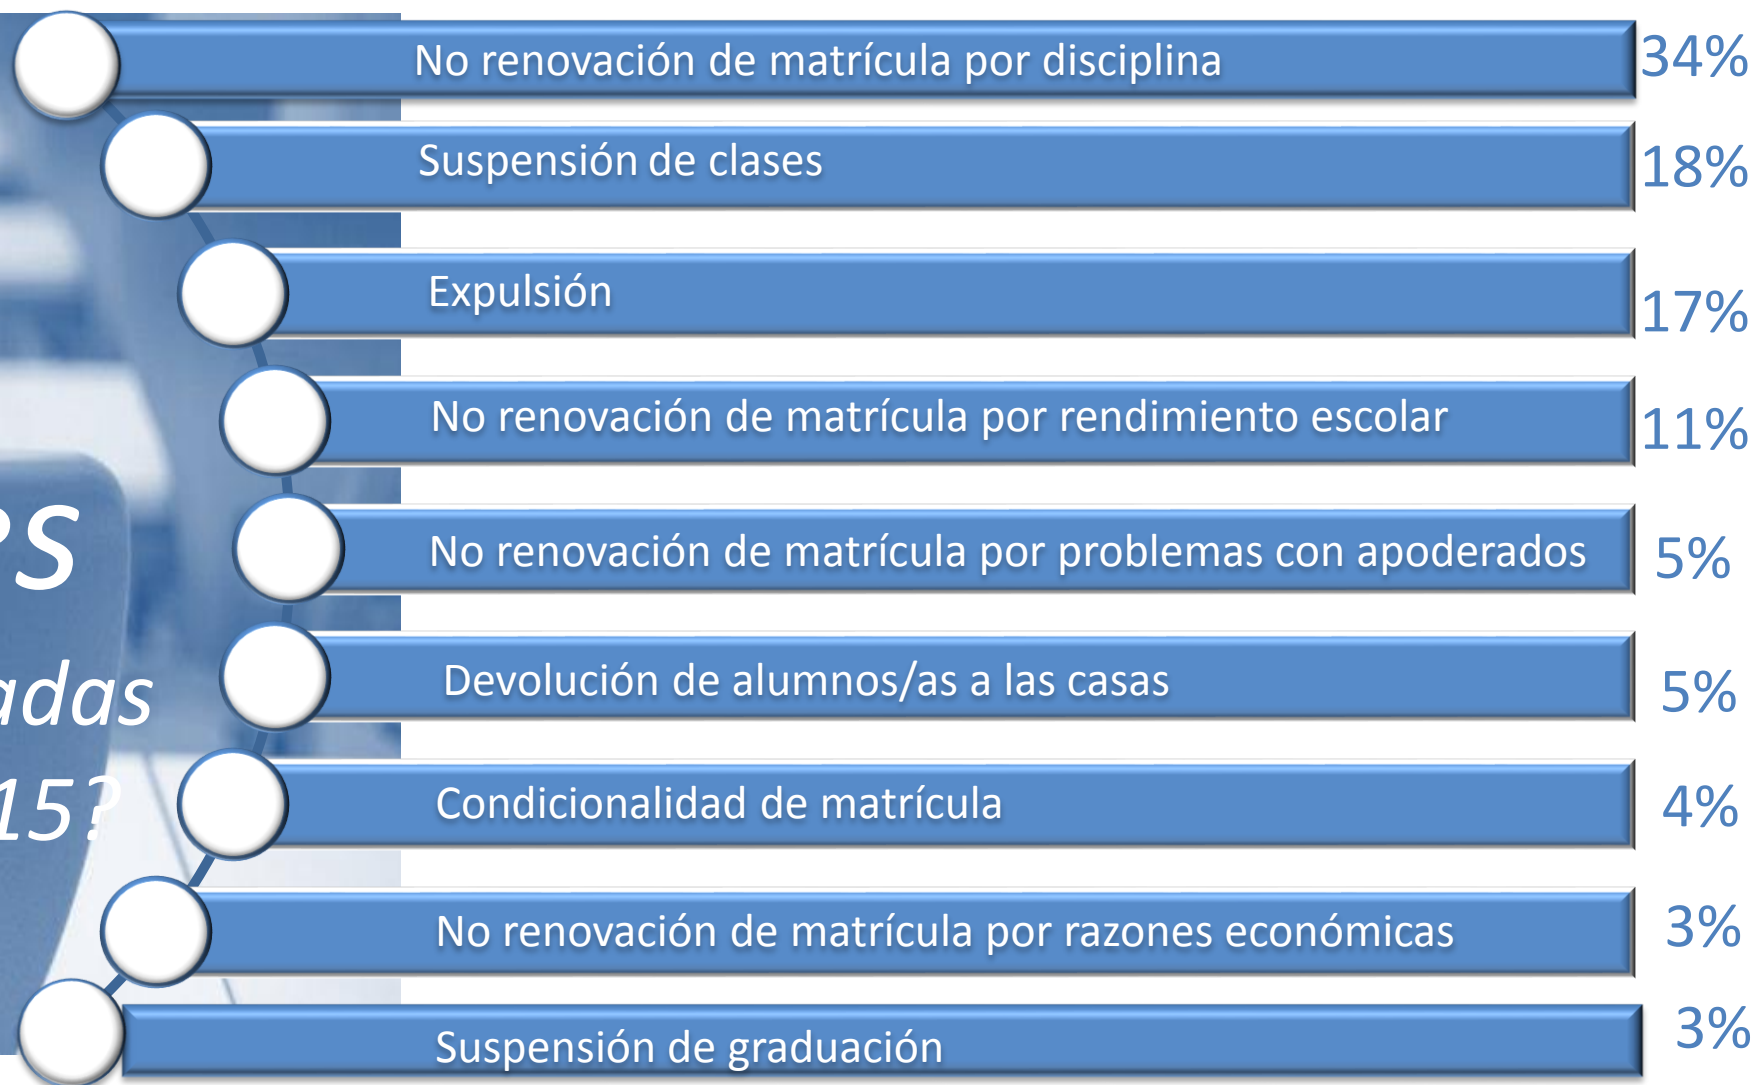 No renovación de matrícula por disciplina 34%
Suspensión de clases 18%
Expulsión 17%
No renovación de matrícula por rendimiento escolar 11%
No renovación de matrícula por problemas con apoderados 5%
Devolución de alumnos/as a las casas 5%
Condicionalidad de matrícula 4%
No renovación de matrícula por razones económicas 3%
Suspensión de graduación 3%
15?